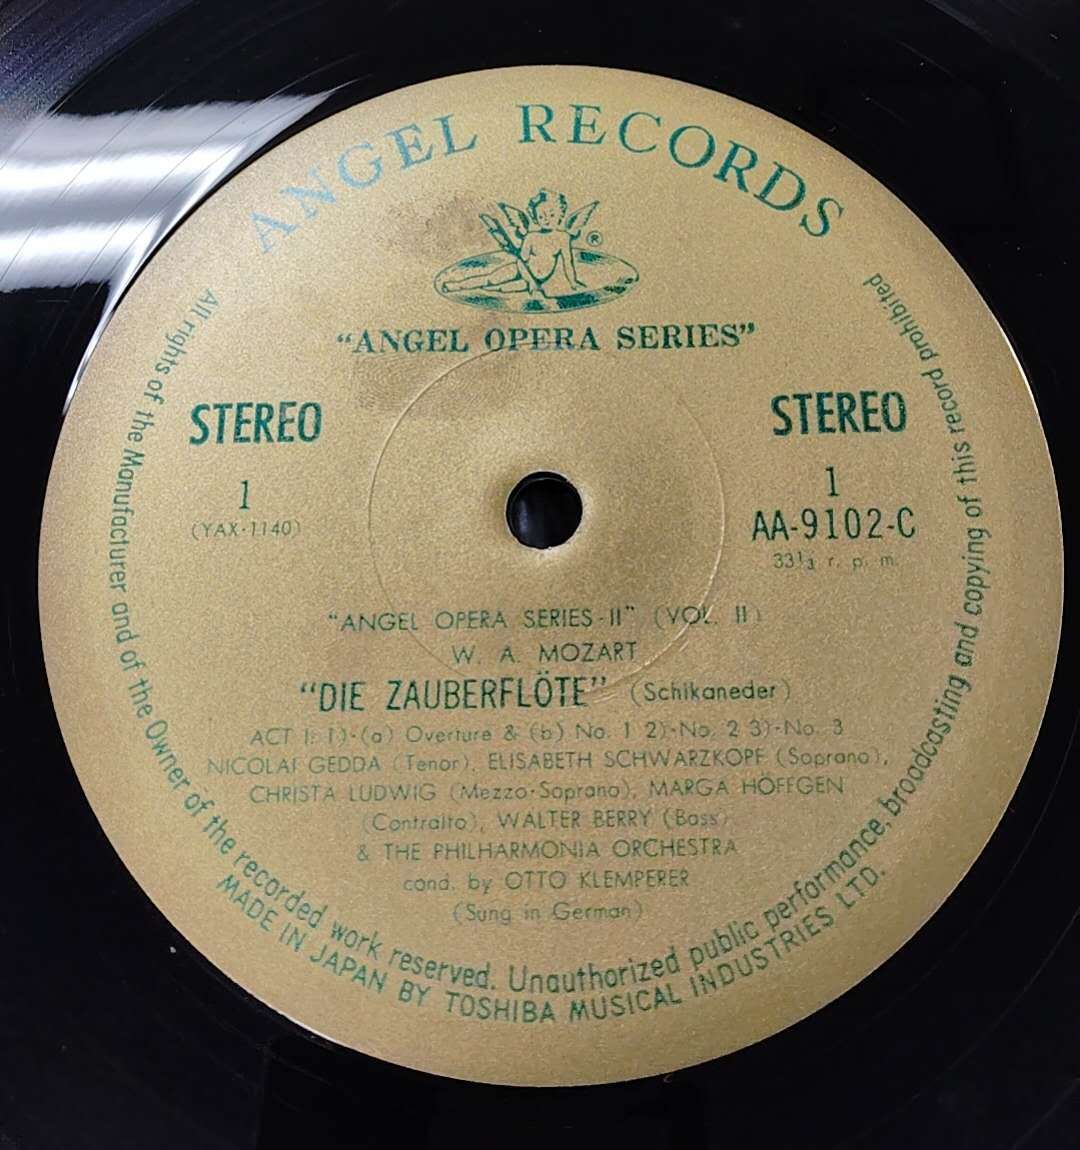 ANGEL RECORDS
®
“ANGEL OPERA SERIES”
STEREO
STEREO
1
(YAX-1140)
1
AA-9102-C
33⅓ r. p. m.
“ANGEL OPERA SERIES-II” (VOL. II)
W. A. MOZART
“DIE ZAUBERFLÖTE” (Schikaneder)
ACT I: 1)-(a) Overture & (b) No. 1 2)-No. 2 3)-No. 3
NICOLAI GEDDA (Tenor), ELISABETH SCHWARZKOPF (Soprano),
CHRISTA LUDWIG (Mezzo-Soprano), MARGA HÖFFGEN
(Contralto), WALTER BERRY (Bass)
& THE PHILHARMONIA ORCHESTRA
cond. by OTTO KLEMPERER
(Sung in German)
All rights of the Manufacturer and of the Owner of the recorded work reserved. Unauthorized public performance, broadcasting and copying of this record prohibited
MADE IN JAPAN BY TOSHIBA MUSICAL INDUSTRIES LTD.